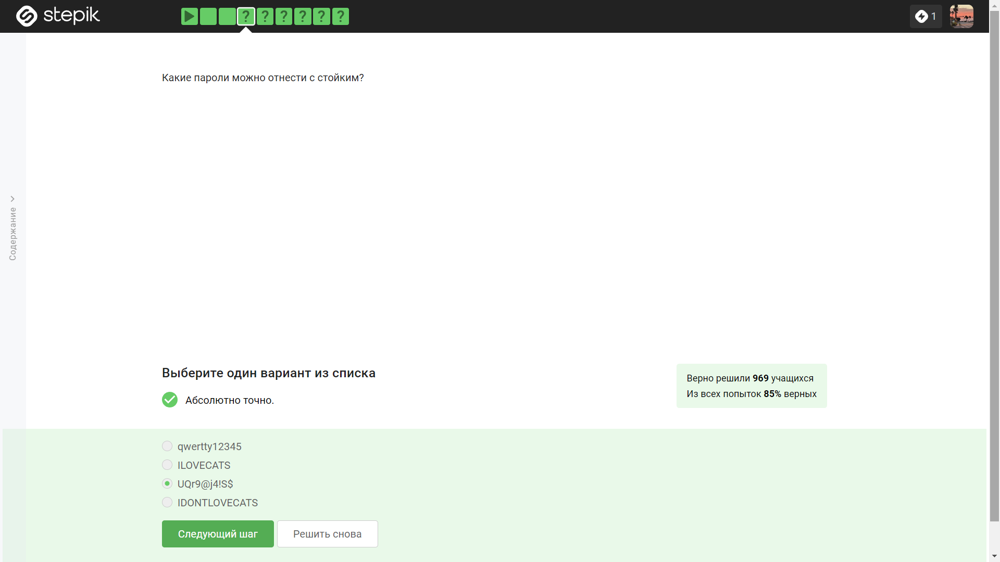 stepik
? ? ? ? ? ?
1
Содержание
Какие пароли можно отнести с стойким?
Выберите один вариант из списка
Абсолютно точно.
Верно решили 969 учащихся
Из всех попыток 85% верных
qwertty12345
ILOVECATS
UQr9@j4!S$
IDONTLOVECATS
Следующий шаг
Решить снова